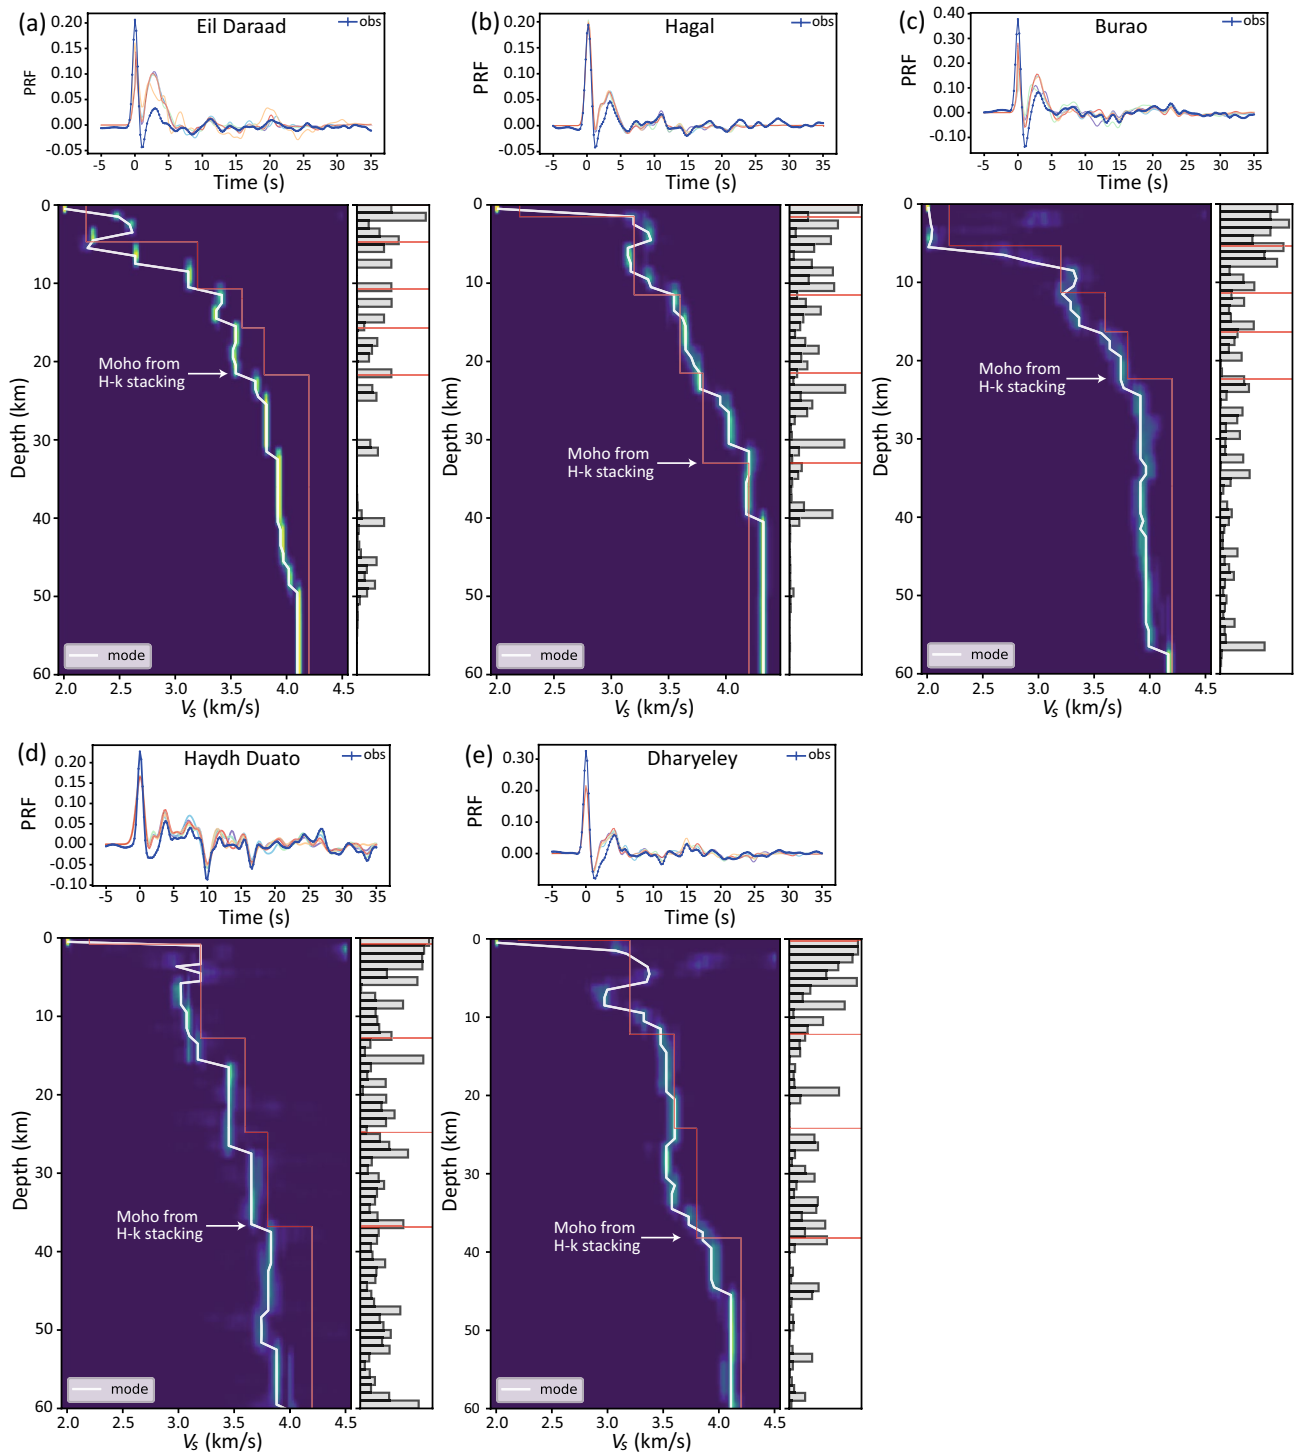 (a)
Eil Daraad
obs
0.20
0.15
0.10
0.05
0.00
-0.05
PRF
-5 0 5 10 15 20 25 30 35
Time (s)
0
10
20
30
40
50
60
Depth (km)
Moho from
H-k stacking
mode
2.0 2.5 3.1 3.5 4.0 4.5
Vs (km/s)
(b)
Hagal
obs
0.20
0.15
0.10
0.05
0.00
-0.05
PRF
-5 0 5 10 15 20 25 30 35
Time (s)
0
10
20
30
40
50
60
Depth (km)
Moho from
H-k stacking
mode
2.0 2.5 3.1 3.5 4.0
Vs (km/s)
(c)
Burao
obs
0.40
0.30
0.20
0.10
0.00
-0.10
PRF
-5 0 5 10 15 20 25 30 35
Time (s)
0
10
20
30
40
50
60
Depth (km)
Moho from
H-k stacking
mode
2.0 2.5 3.1 3.5 4.0 4.5
Vs (km/s)
(d)
Haydh Duato
obs
0.20
0.15
0.10
0.05
0.00
-0.05
-0.10
PRF
-5 0 5 10 15 20 25 30 35
Time (s)
0
10
20
30
40
50
60
Depth (km)
Moho from
H-k stacking
mode
2.0 2.5 3.1 3.5 4.0 4.5
Vs (km/s)
(e)
Dharyeley
obs
0.30
0.20
0.10
0.00
PRF
-5 0 5 10 15 20 25 30 35
Time (s)
0
10
20
30
40
50
60
Depth (km)
Moho from
H-k stacking
mode
2.0 2.5 3.1 3.5 4.0 4.5
Vs (km/s)